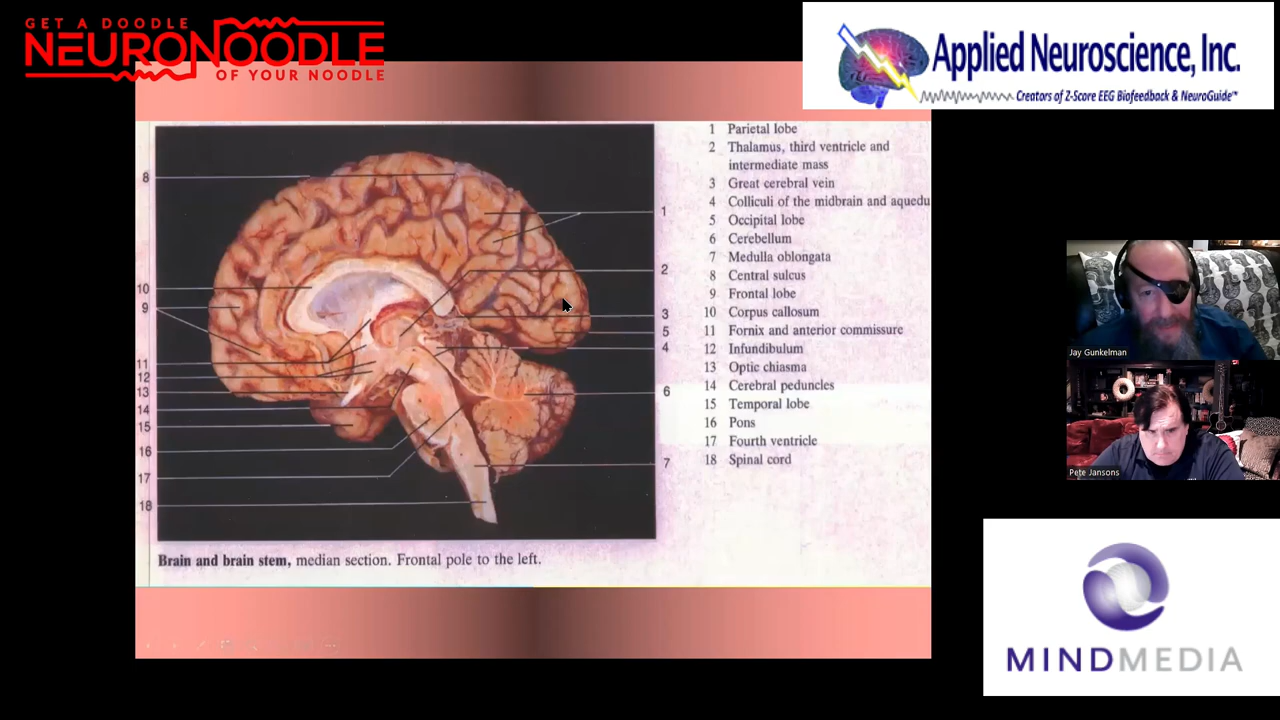 GET A DOODLE
NEURONOODLE
OF YOUR NOODLE
Applied Neuroscience, Inc.
Creators of Z-Score EEG Biofeedback & NeuroGuide™
8
10
9
11
12
13
14
15
16
17
18
1
2
3
5
4
6
7
1 Parietal lobe
2 Thalamus, third ventricle and
intermediate mass
3 Great cerebral vein
4 Colliculi of the midbrain and aquedu
5 Occipital lobe
6 Cerebellum
7 Medulla oblongata
8 Central sulcus
9 Frontal lobe
10 Corpus callosum
11 Fornix and anterior commissure
12 Infundibulum
13 Optic chiasma
14 Cerebral peduncles
15 Temporal lobe
16 Pons
17 Fourth ventricle
18 Spinal cord
Brain and brain stem, median section. Frontal pole to the left.
Jay Gunkelman
Pete Jansons
MINDMEDIA